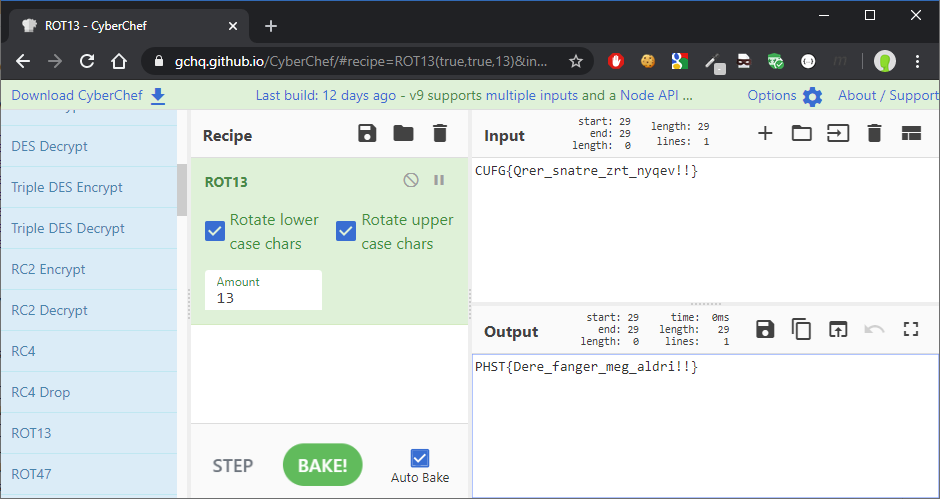 ROT13 - CyberChef
gchq.github.io/CyberChef/#recipe=ROT13(true,true,13)&in...
Download CyberChef
Last build: 12 days ago - v9 supports multiple inputs and a Node API ...
Options
About / Support
DES Decrypt
Triple DES Encrypt
Triple DES Decrypt
RC2 Encrypt
RC2 Decrypt
RC4
RC4 Drop
ROT13
ROT47
Recipe
ROT13
Rotate lower
case chars
Rotate upper
case chars
Amount
13
STEP
BAKE!
Auto Bake
Input
start: 29
end: 29
length: 0
length: 29
lines: 1
CUFG{Qrer_snatre_zrt_nyqev!!}
Output
start: 29
end: 29
length: 0
time: 0ms
length: 29
lines: 1
PHST{Dere_fanger_meg_aldri!!}